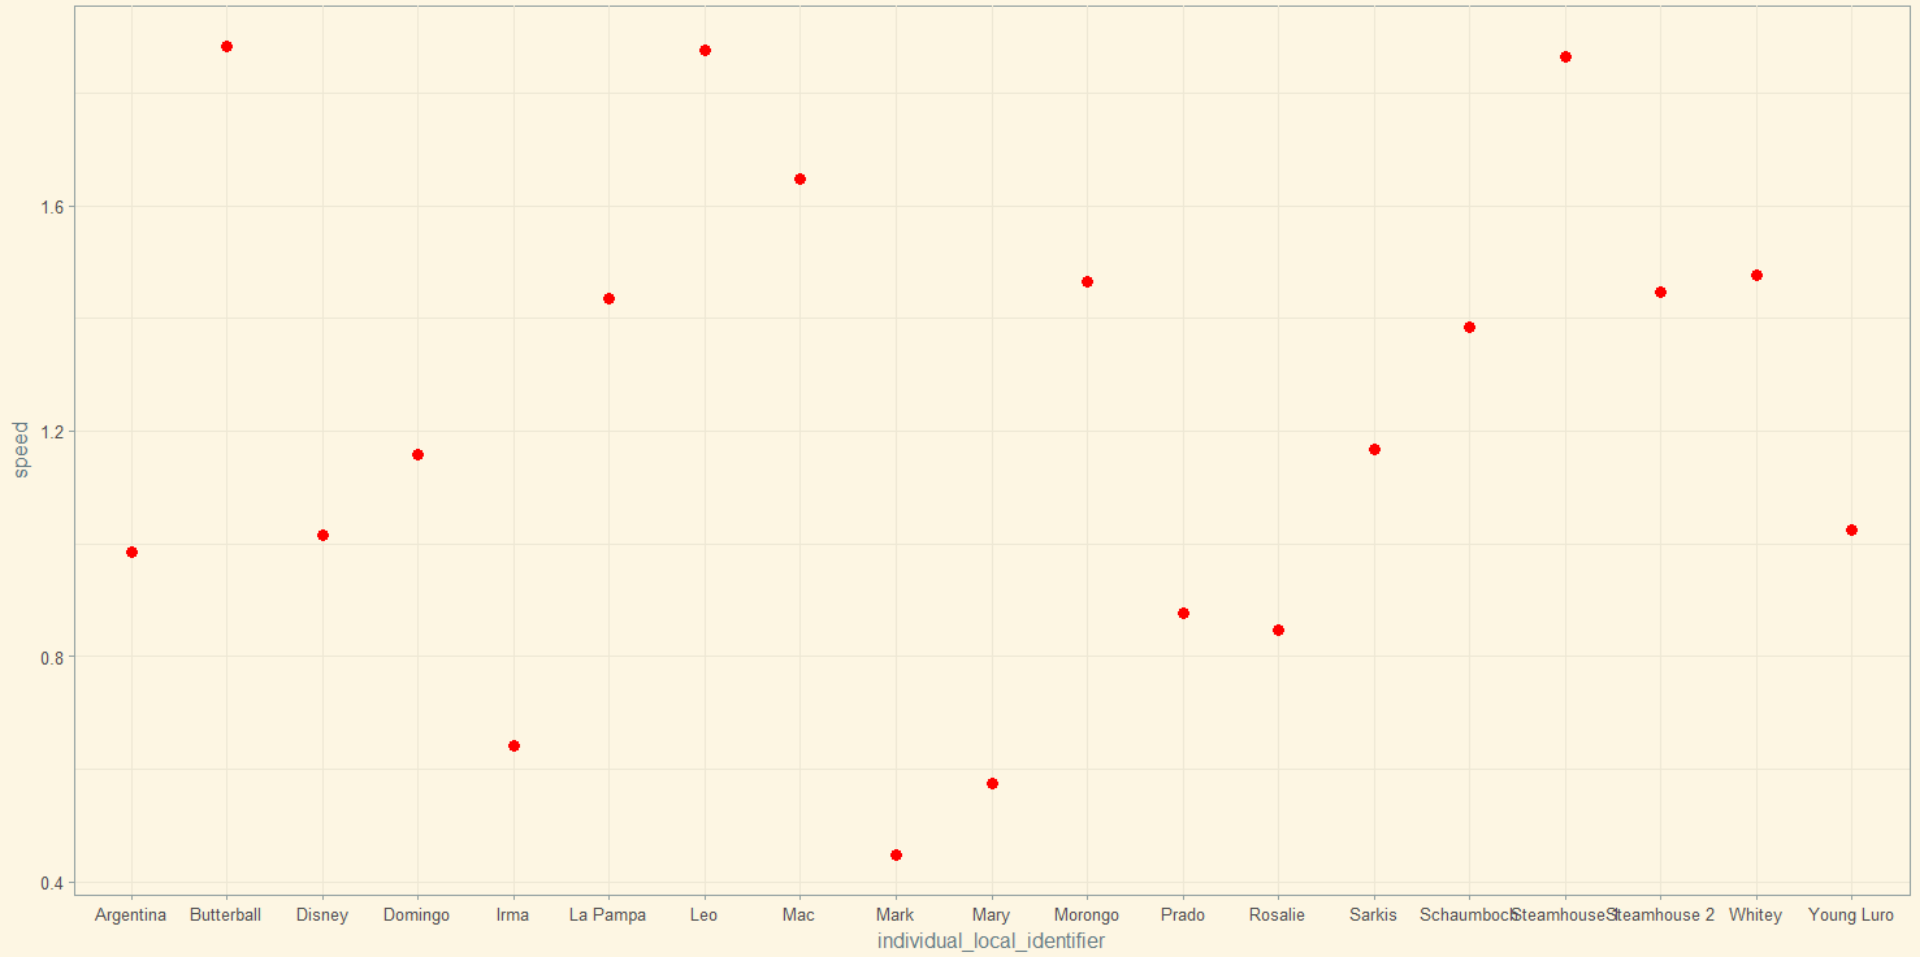 1.6
1.2
0.8
0.4
speed
Argentina Butterball Disney Domingo Irma La Pampa Leo Mac Mark Mary Morongo Prado Rosalie Sarkis Schaumboch Steamhouse 1 Steamhouse 2 Whitey Young Luro
individual_local_identifier